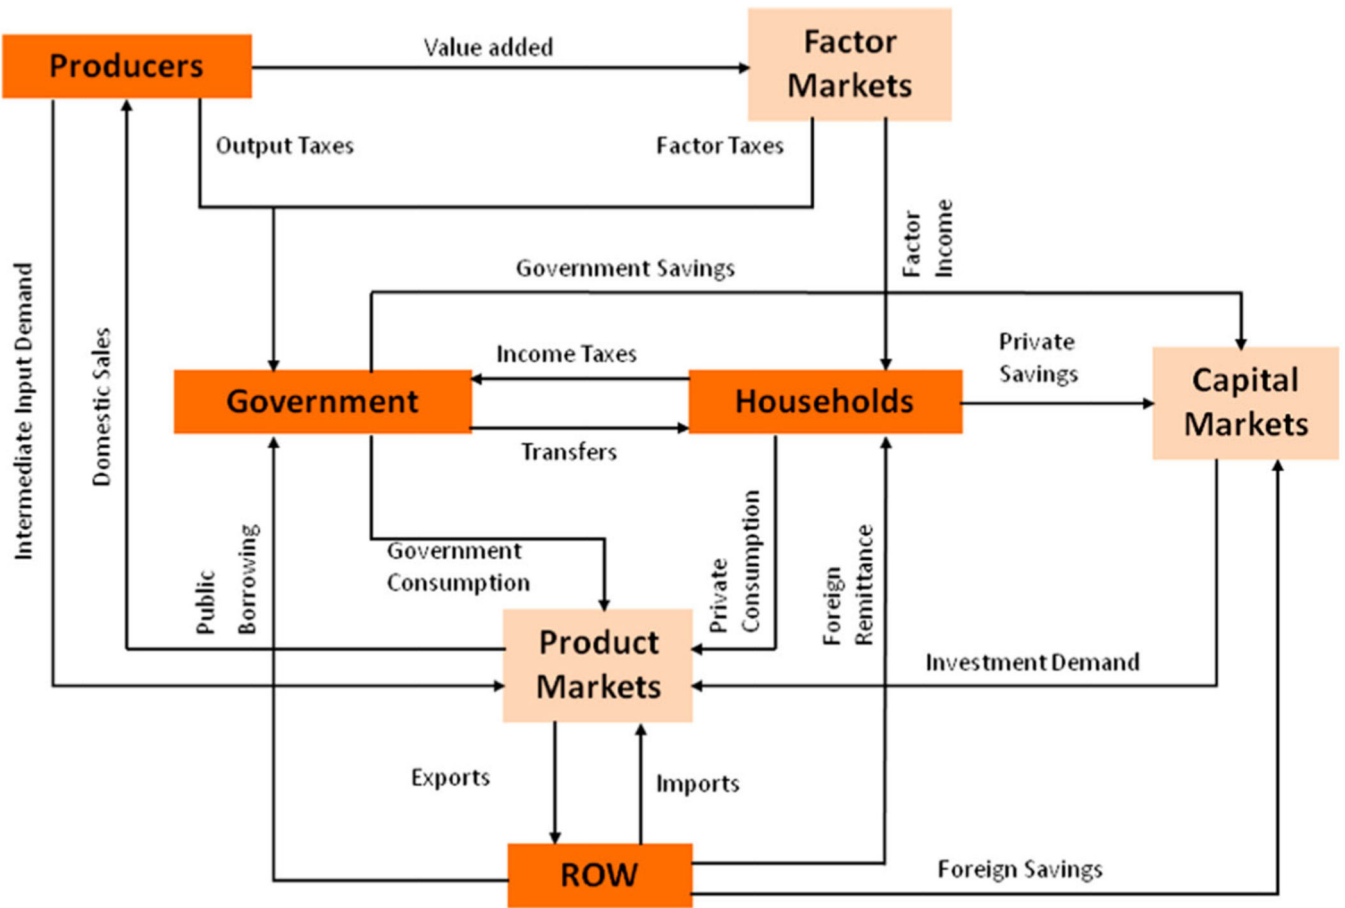 Producers
Value added
Factor
Markets
Output Taxes
Factor Taxes
Factor
Income
Government Savings
Intermediate Input Demand
Domestic Sales
Income Taxes
Private
Savings
Government
Households
Capital
Markets
Transfers
Public
Borrowing
Government
Consumption
Private
Consumption
Foreign
Remittance
Product
Markets
Investment Demand
Exports
Imports
ROW
Foreign Savings